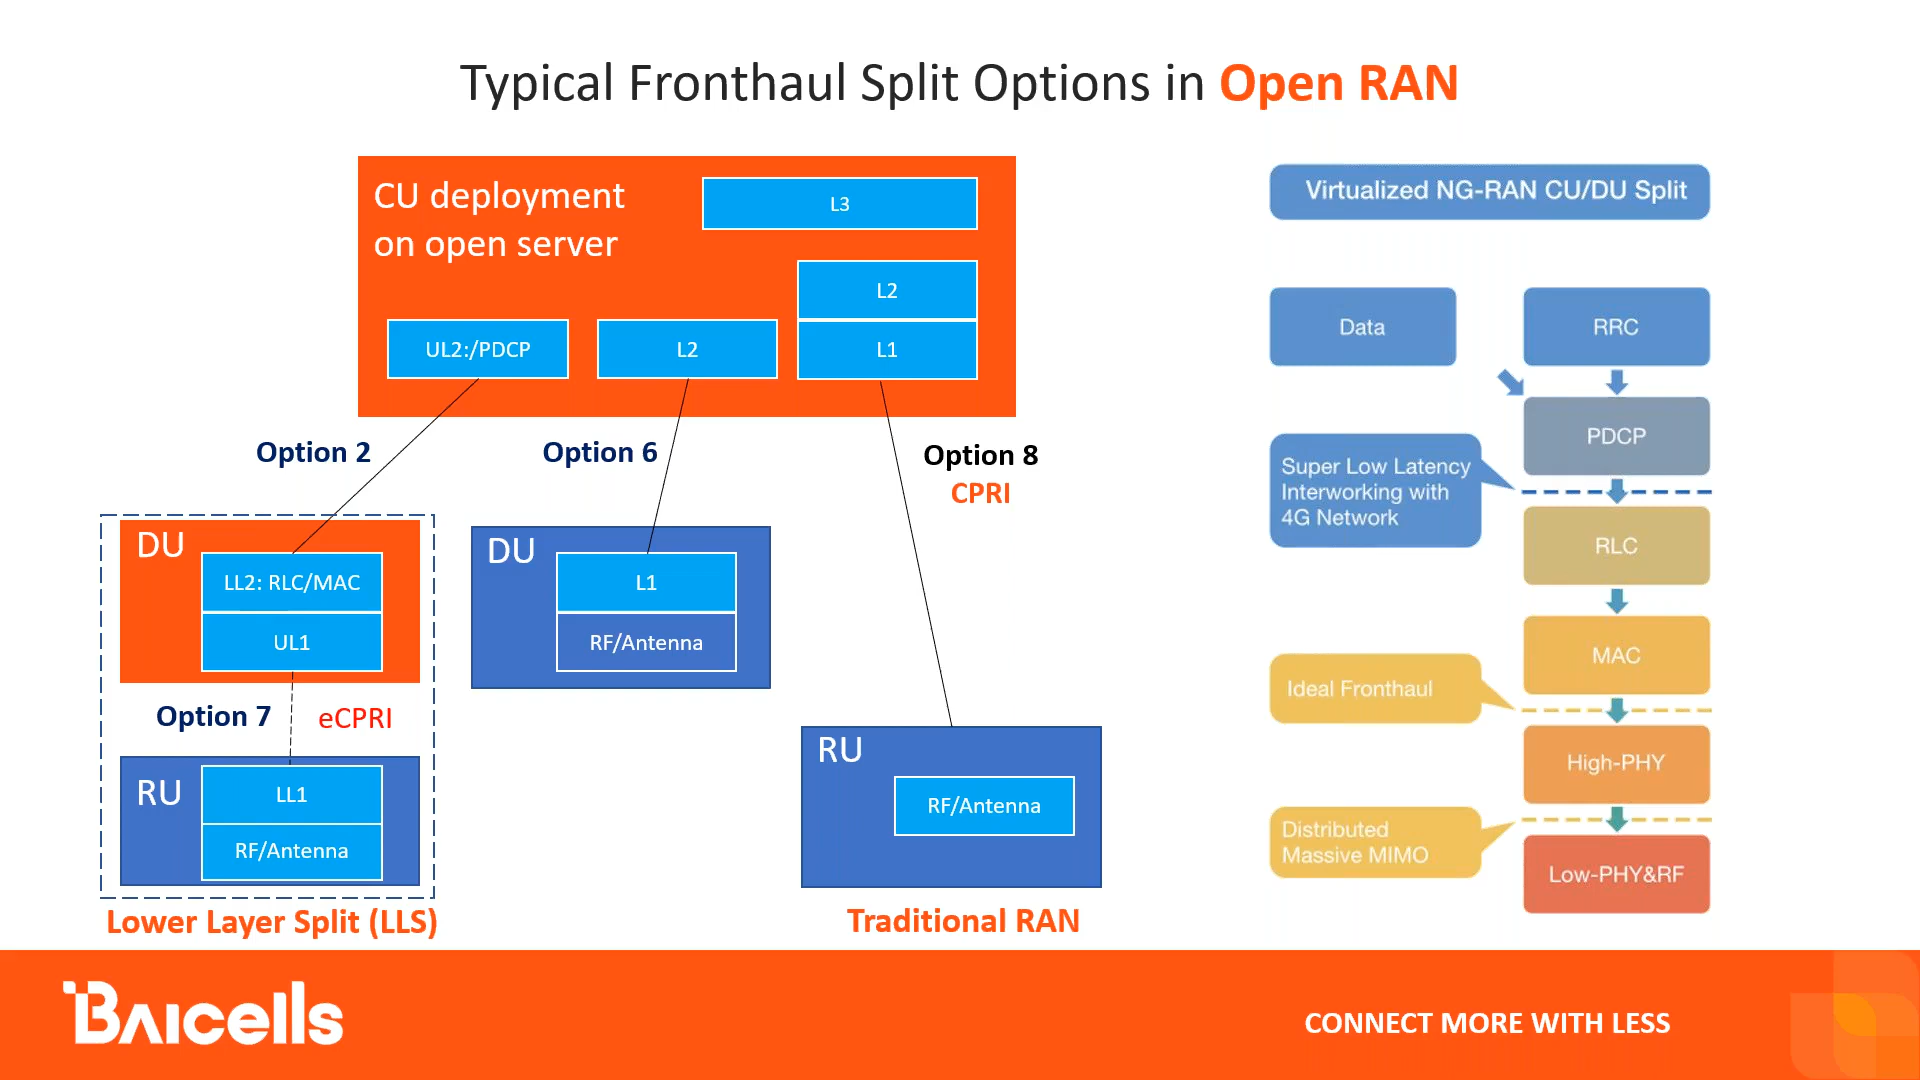 Typical Fronthaul Split Options in Open RAN
CU deployment
on open server
L3
L2
UL2:/PDCP
L2
L1
Option 2
Option 6
Option 8
CPRI
DU
LL2: RLC/MAC
UL1
Option 7
eCPRI
RU
LL1
RF/Antenna
Lower Layer Split (LLS)
DU
L1
RF/Antenna
RU
RF/Antenna
Traditional RAN
Virtualized NG-RAN CU/DU Split
Data
RRC
PDCP
Super Low Latency
Interworking with
4G Network
RLC
MAC
Ideal Fronthaul
High-PHY
Distributed
Massive MIMO
Low-PHY&RF
BAICELLS
CONNECT MORE WITH LESS